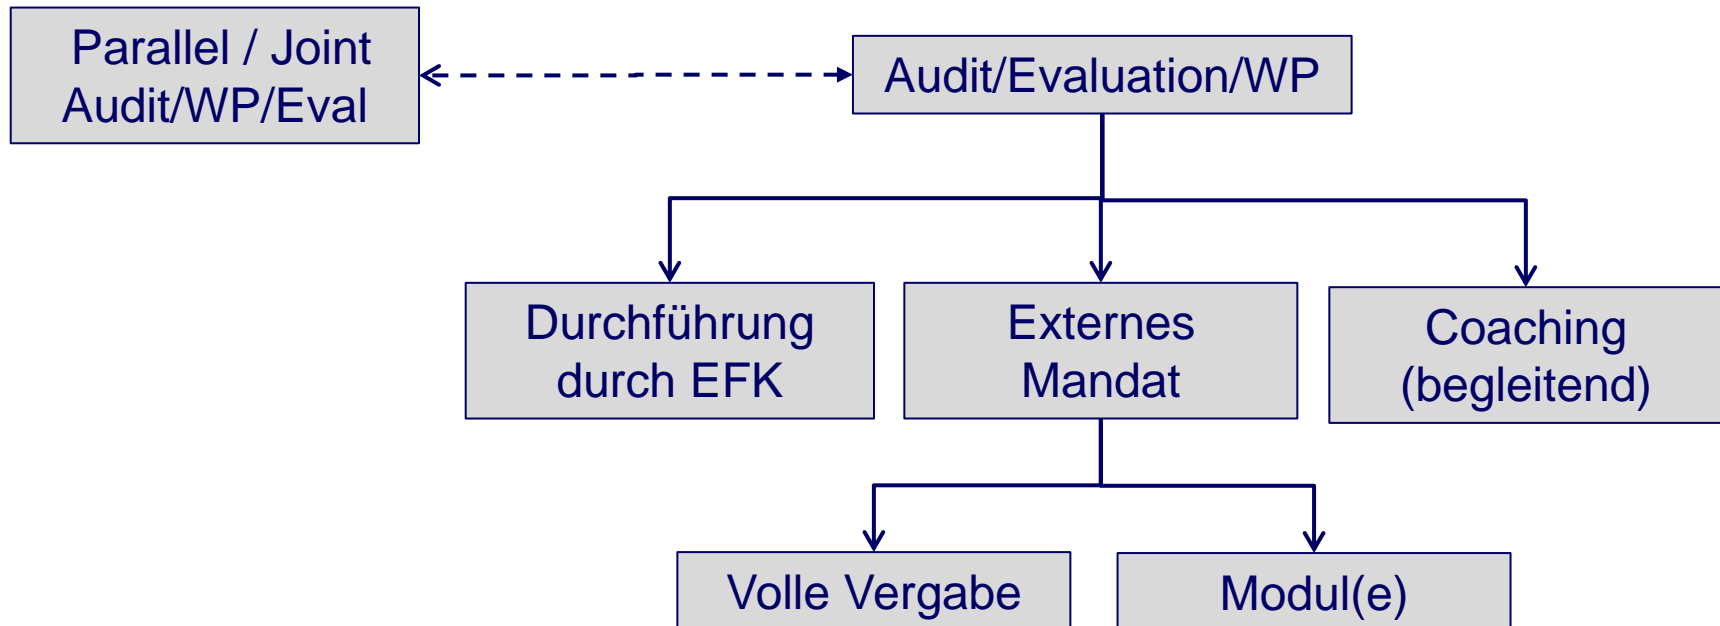 Parallel / Joint
Audit/WP/Eval
Audit/Evaluation/WP
Durchführung
durch EFK
Externes
Mandat
Coaching
(begleitend)
Volle Vergabe
Modul(e)